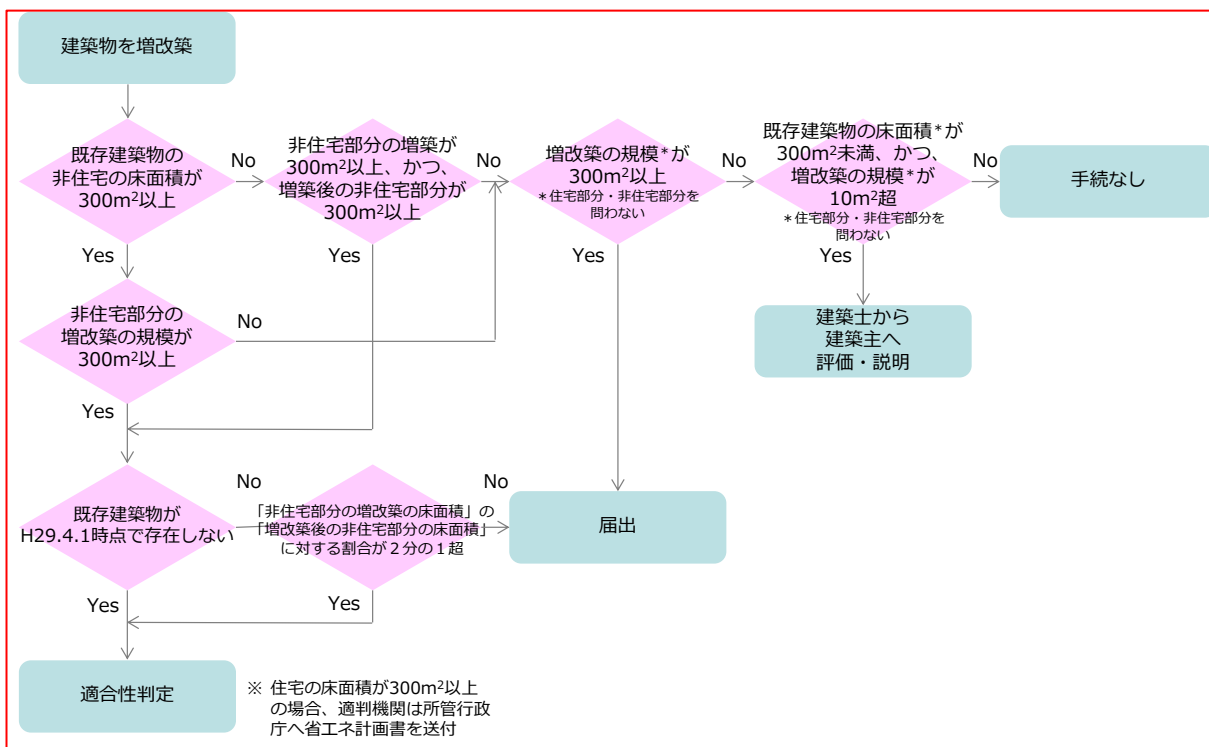 建築物を増改築
既存建築物の
非住宅の床面積が
300m²以上
No
非住宅部分の増築が
300m²以上、かつ、
増築後の非住宅部分が
300m²以上
No
増改築の規模*が
300m²以上
*住宅部分・非住宅部分を
問わない
No
既存建築物の床面積*が
300m²未満、かつ、
増改築の規模*が
10m²超
*住宅部分・非住宅部分を
問わない
No
手続なし
Yes
Yes
Yes
Yes
非住宅部分の
増改築の規模が
300m²以上
No
建築士から
建築主へ
評価・説明
Yes
既存建築物が
H29.4.1時点で存在しない
No
「非住宅部分の増改築の床面積」の
「増改築後の非住宅部分の床面積」
に対する割合が２分の１超
No
届出
Yes
Yes
適合性判定
※ 住宅の床面積が300m²以上
の場合、適判機関は所管行政
庁へ省エネ計画書を送付